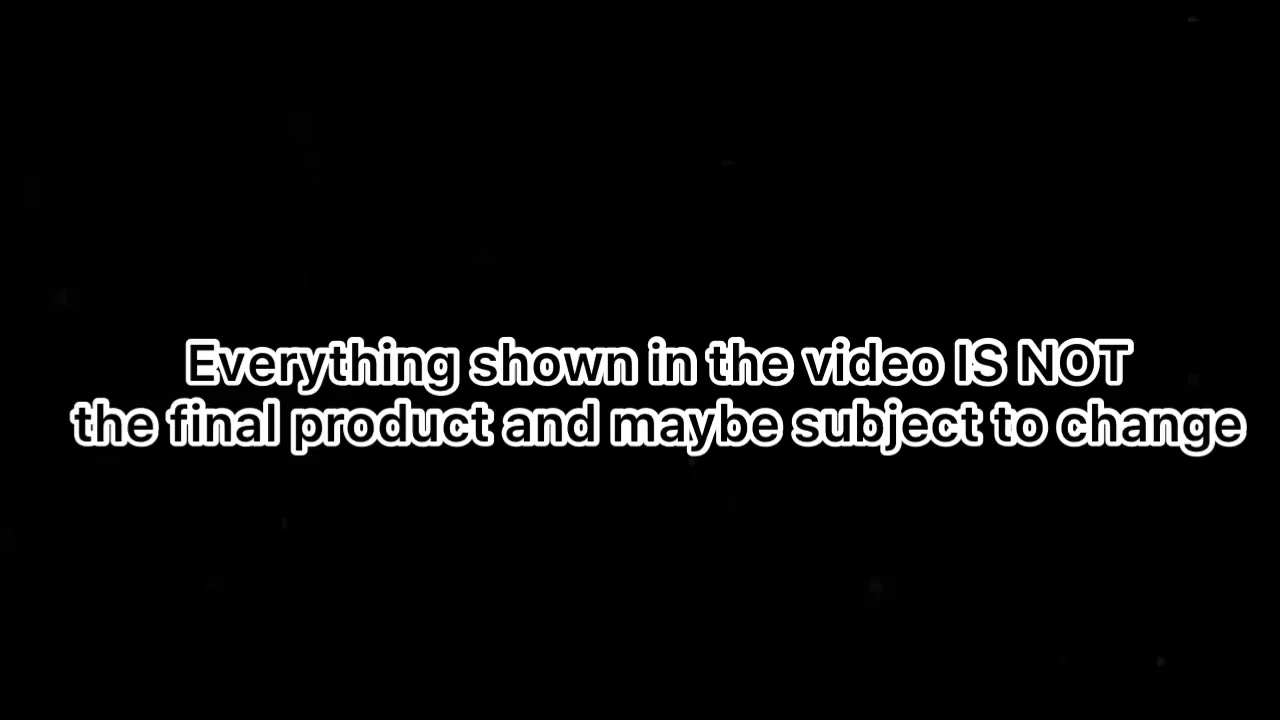 Everything shown in the video IS NOT
the final product and maybe subject to change